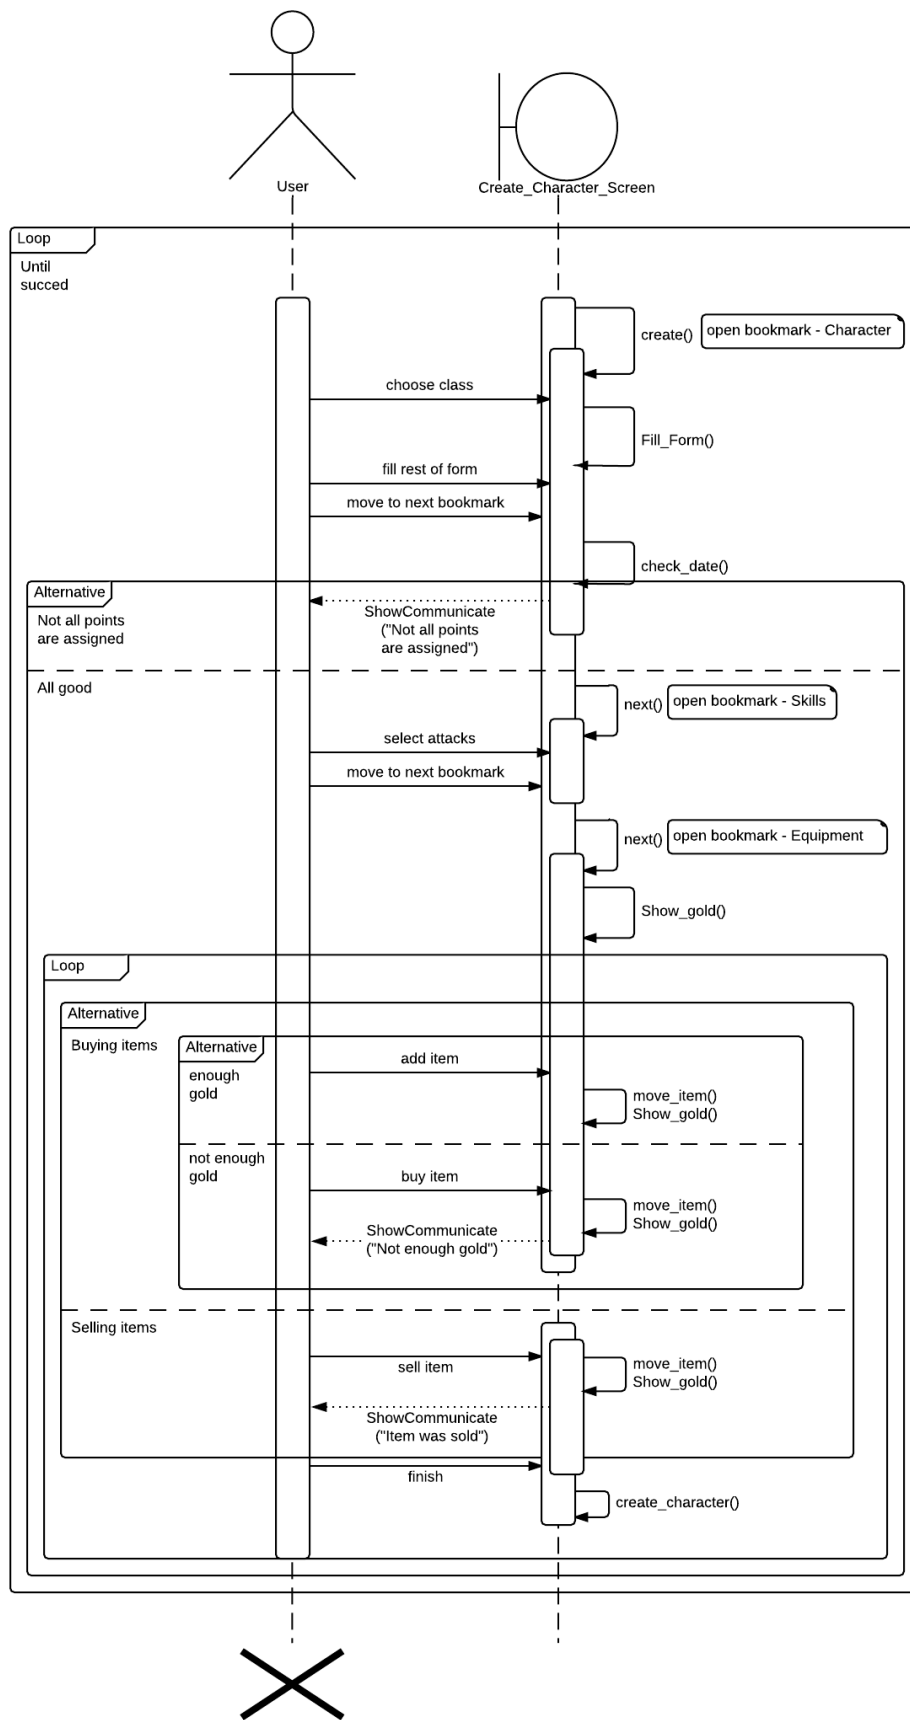 User
Create_Character_Screen
Loop
Until
succed
create()
open bookmark - Character
choose class
Fill_Form()
fill rest of form
move to next bookmark
check_date()
Alternative
Not all points
are assigned
ShowCommunicate
("Not all points
are assigned")
All good
next()
open bookmark - Skills
select attacks
move to next bookmark
next()
open bookmark - Equipment
Show_gold()
Loop
Alternative
Buying items
Alternative
enough
gold
add item
move_item()
Show_gold()
not enough
gold
buy item
move_item()
Show_gold()
ShowCommunicate
("Not enough gold")
Selling items
sell item
move_item()
Show_gold()
ShowCommunicate
("Item was sold")
finish
create_character()